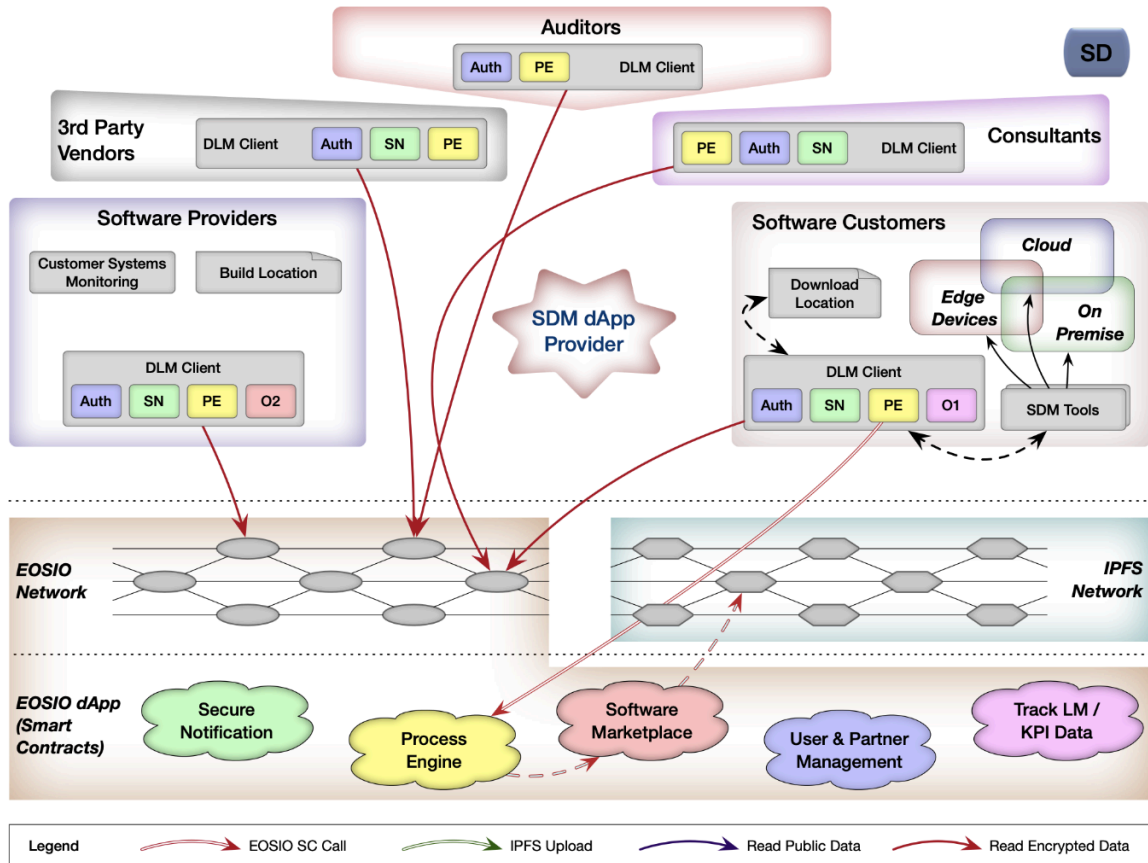 Auditors
Auth
PE
DLM Client
SD
3rd Party
Vendors
DLM Client
Auth
SN
PE
PE
Auth
SN
DLM Client
Consultants
Software Providers
Customer Systems
Monitoring
Build Location
DLM Client
Auth
SN
PE
O2
SDM dApp
Provider
Software Customers
Cloud
Edge
Devices
On
Premise
Download
Location
DLM Client
Auth
SN
PE
O1
SDM Tools
EOSIO
Network
IPFS
Network
EOSIO dApp
(Smart
Contracts)
Secure
Notification
Process
Engine
Software
Marketplace
User & Partner
Management
Track LM /
KPI Data
Legend
EOSIO SC Call
IPFS Upload
Read Public Data
Read Encrypted Data